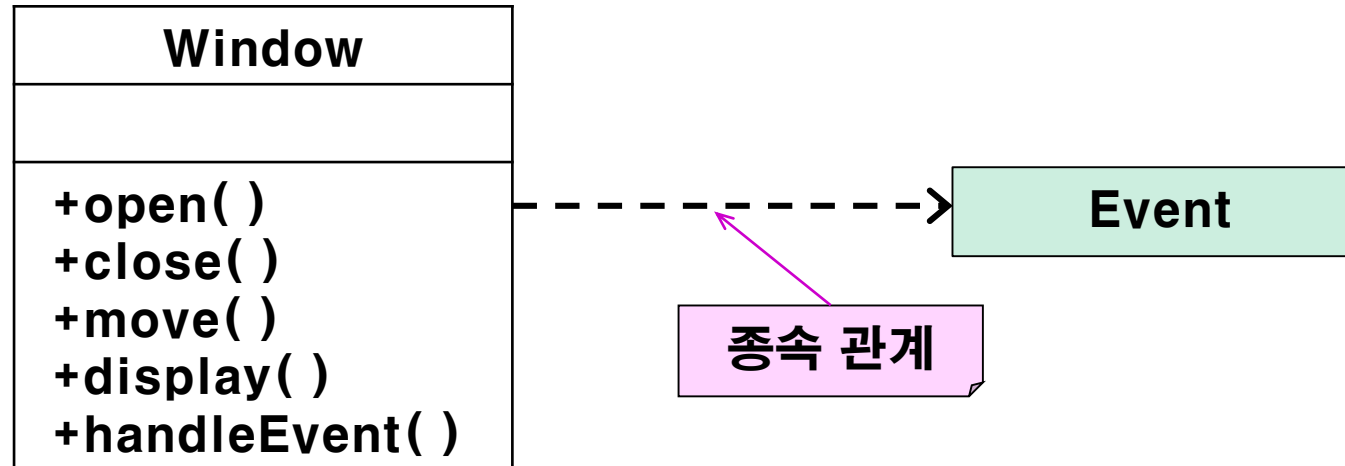 Window
+open( )
+close( )
+move( )
+display( )
+handleEvent( )
Event
종속 관계